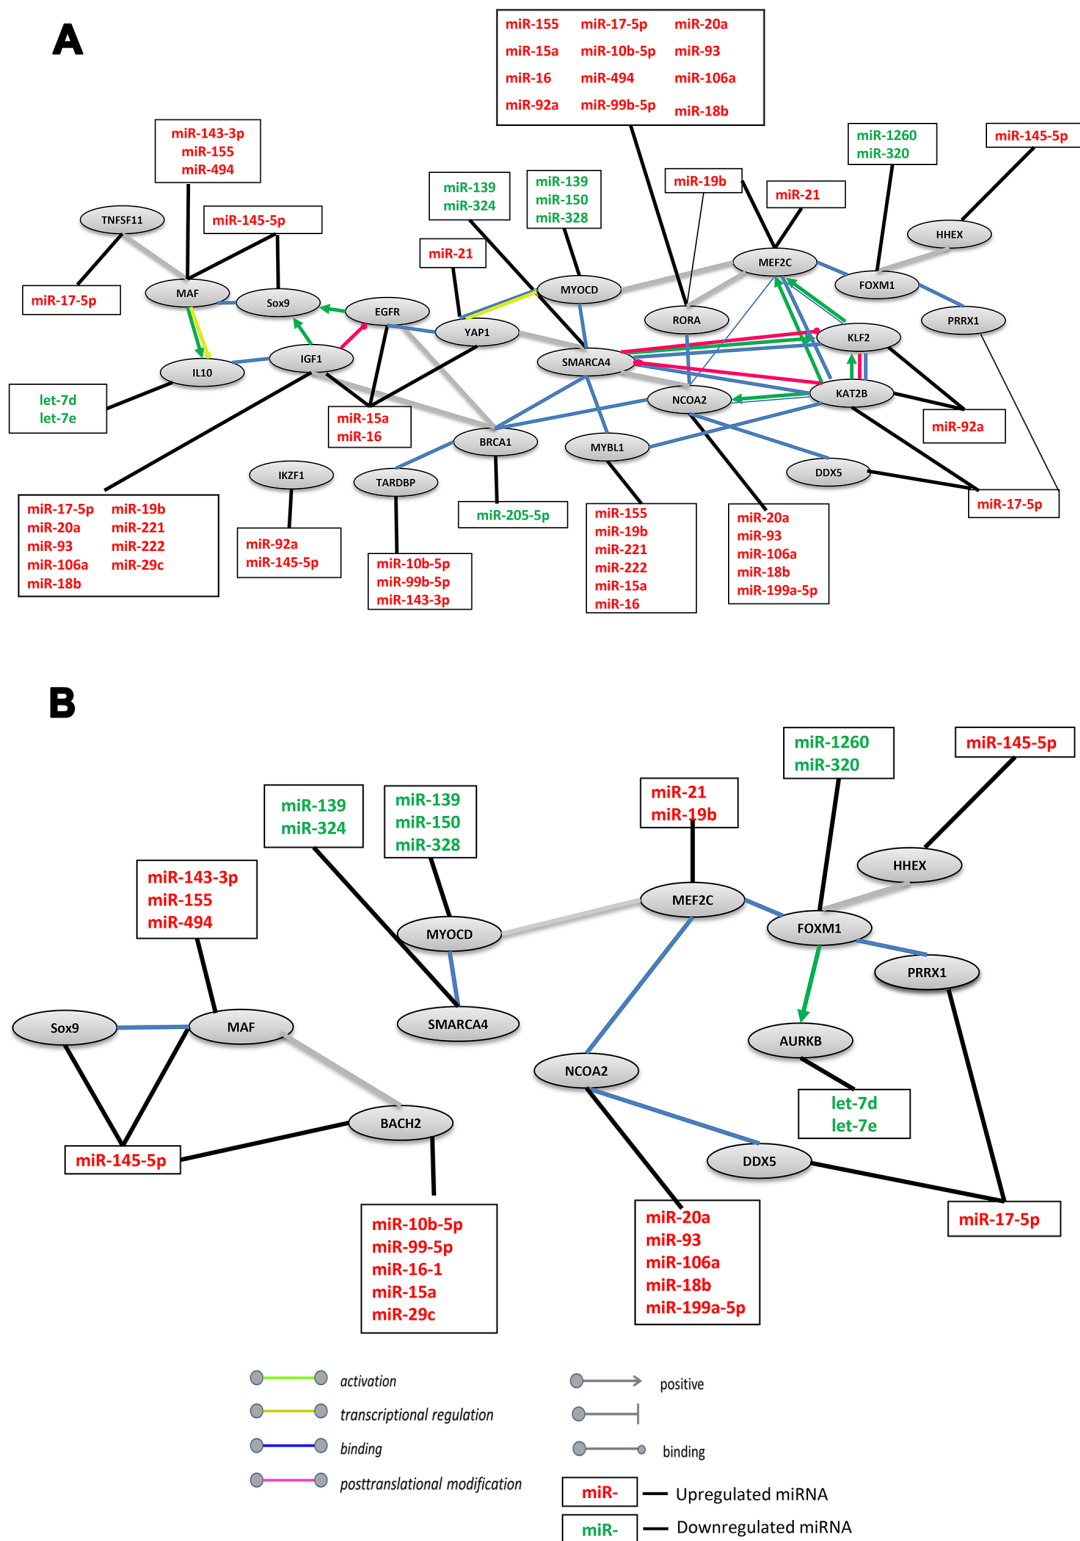 A
miR-155 miR-17-5p miR-20a
miR-15a miR-10b-5p miR-93
miR-16 miR-494 miR-106a
miR-92a miR-99b-5p miR-18b
miR-143-3p
miR-155
miR-494
miR-1260
miR-320
miR-145-5p
miR-139
miR-324
miR-139
miR-150
miR-328
miR-19b
miR-21
TNFSF11
miR-145-5p
HHEX
miR-21
MEF2C
miR-17-5p
MAF
Sox9
EGFR
MYOCD
FOXM1
YAP1
RORA
PRRX1
KLF2
IL10
IGF1
SMARCA4
let-7d
let-7e
miR-15a
miR-16
NCOA2
KAT2B
miR-92a
BRCA1
MYBL1
IKZF1
TARDBP
DDX5
miR-17-5p
miR-17-5p miR-19b
miR-20a miR-221
miR-93 miR-222
miR-106a miR-29c
miR-18b
miR-92a
miR-145-5p
miR-205-5p
miR-10b-5p
miR-99b-5p
miR-143-3p
miR-155
miR-19b
miR-221
miR-222
miR-15a
miR-16
miR-20a
miR-93
miR-106a
miR-18b
miR-199a-5p
B
miR-1260
miR-320
miR-145-5p
miR-139
miR-324
miR-139
miR-150
miR-328
miR-21
miR-19b
HHEX
miR-143-3p
miR-155
miR-494
MEF2C
MYOCD
FOXM1
PRRX1
Sox9
MAF
SMARCA4
AURKB
NCOA2
let-7d
let-7e
BACH2
miR-145-5p
DDX5
miR-10b-5p
miR-99-5p
miR-16-1
miR-15a
miR-29c
miR-20a
miR-93
miR-106a
miR-18b
miR-199a-5p
miR-17-5p
activation
positive
transcriptional regulation
binding
binding
posttranslational modification
miR- Upregulated miRNA
miR- Downregulated miRNA